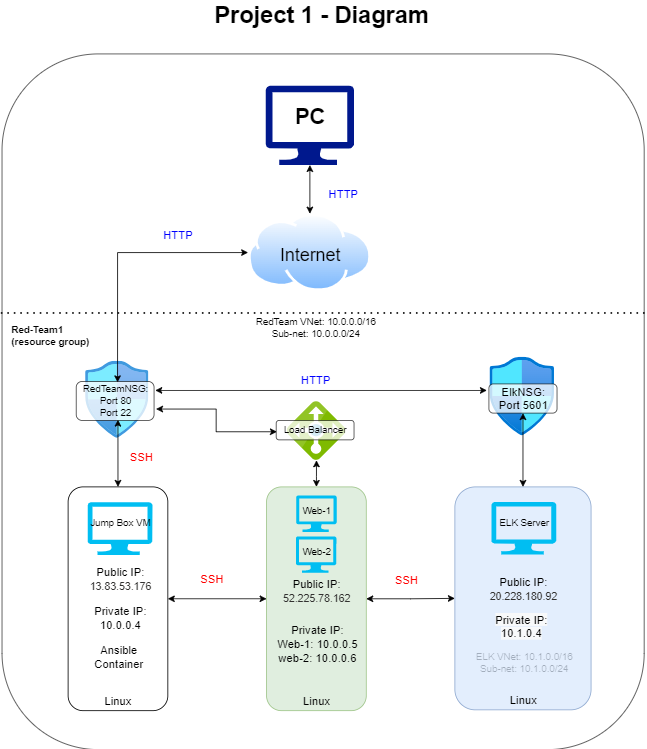 Project 1 - Diagram
PC
HTTP
HTTP
Internet
RedTeam VNet: 10.0.0.0/16
Sub-net: 10.0.0.0/24
Red-Team1
(resource group)
RedTeamNSG:
Port 80
Port 22
HTTP
ElkNSG:
Port 5601
Load Balancer
SSH
Jump Box VM
Public IP:
13.83.53.176
Private IP:
10.0.0.4
Ansible
Container
Linux
SSH
Web-1
Web-2
Public IP:
52.225.78.162
Private IP:
Web-1: 10.0.0.5
web-2: 10.0.0.6
Linux
SSH
ELK Server
Public IP:
20.228.180.92
Private IP:
10.1.0.4
ELK VNet: 10.1.0.0/16
Sub-net: 10.1.0.0/24
Linux